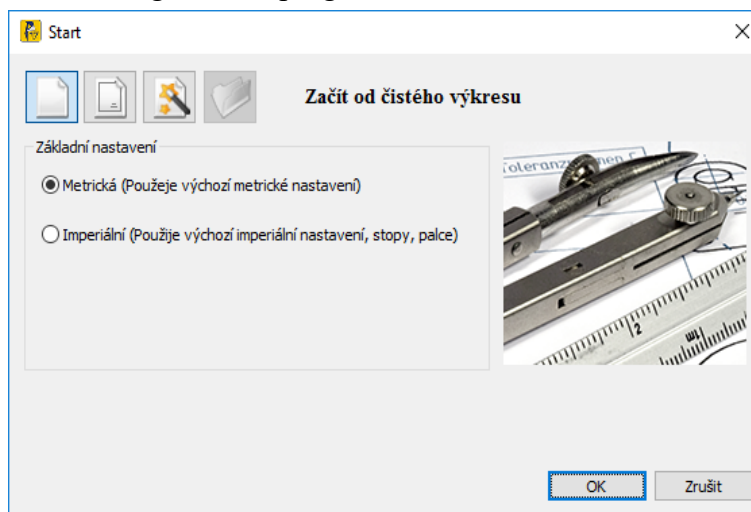 Start
Začít od čistého výkresu
Základní nastavení
Metrická (Použeje výchozí metrické nastavení)
Imperiální (Použije výchozí imperiální nastavení, stopy, palce)
2
OK
Zrušit